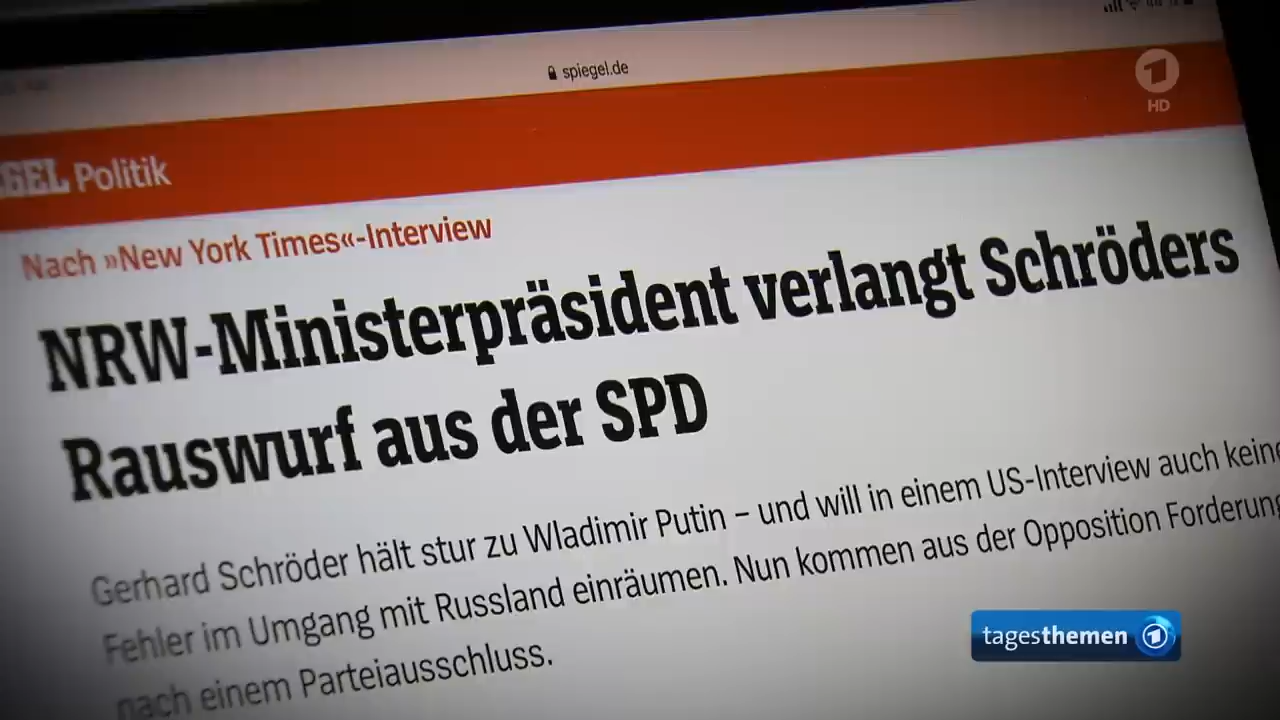 spiegel.de
HD
GEL Politik
Nach »New York Times«-Interview
NRW-Ministerpräsident verlangt Schröders
Rauswurf aus der SPD
Gerhard Schröder hält stur zu Wladimir Putin – und will in einem US-Interview auch keine
Fehler im Umgang mit Russland einräumen. Nun kommen aus der Opposition Forderung
nach einem Parteiausschluss.
tagesthemen 1